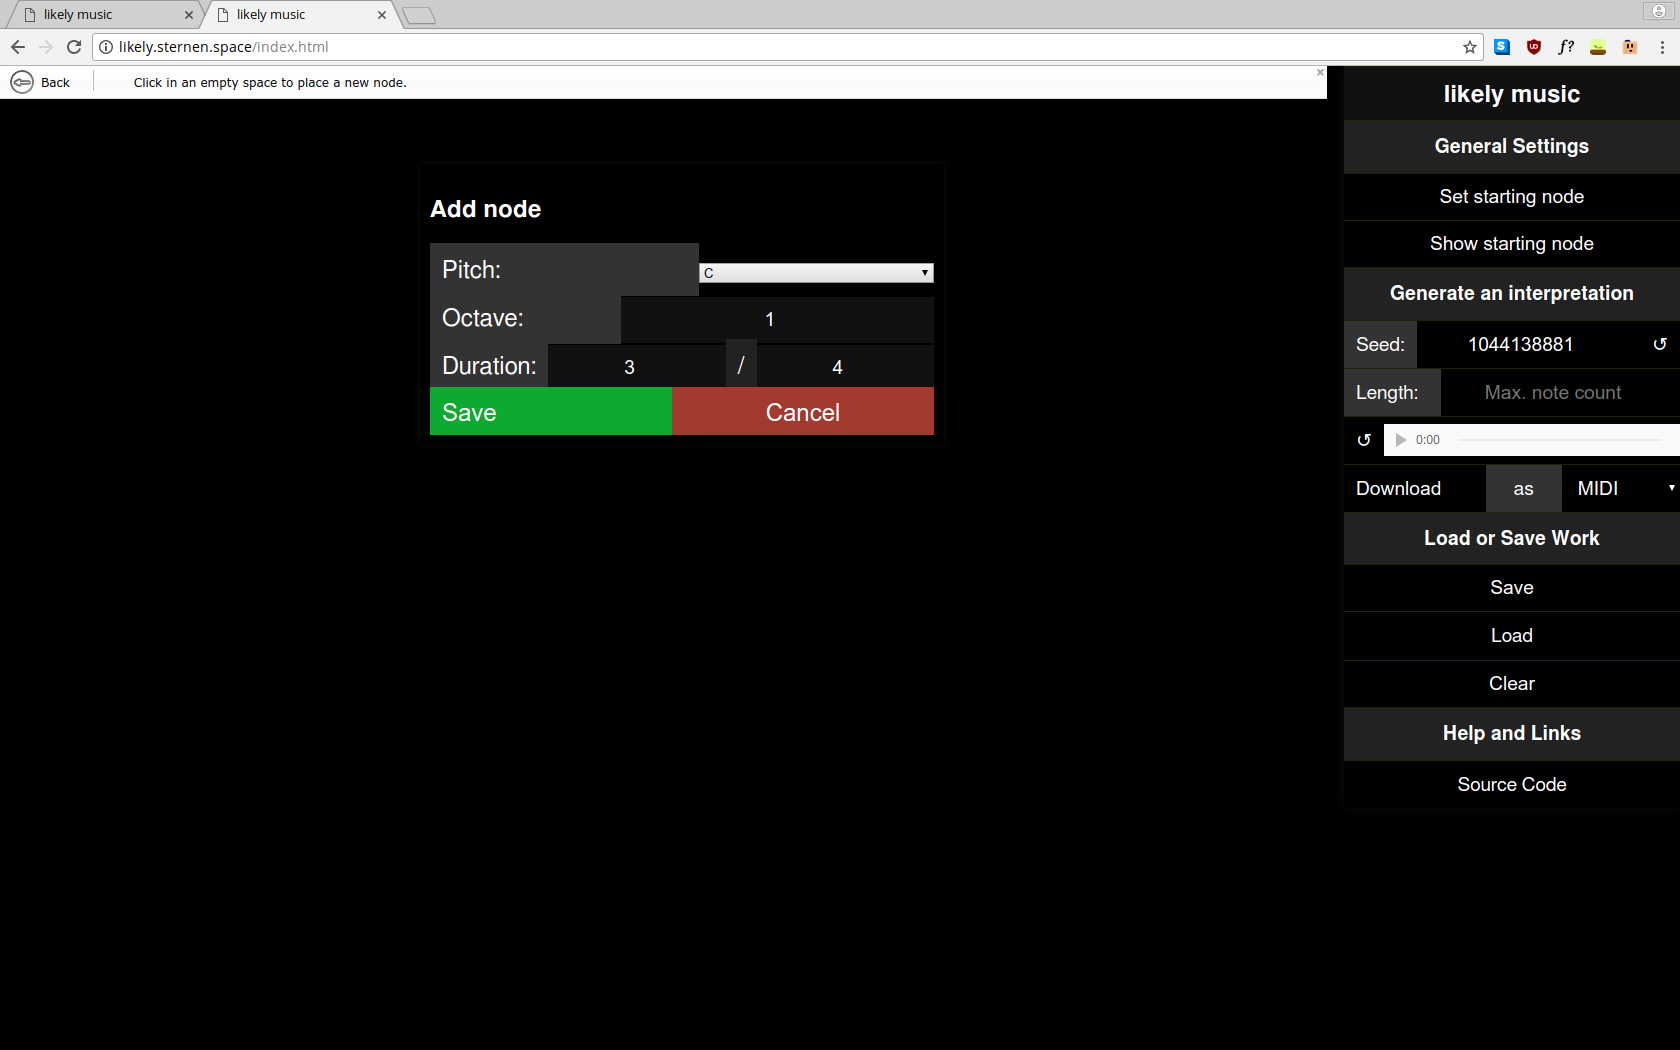 likely music
likely music
likely.sternen.space/index.html
S
UD
f?
Back
Click in an empty space to place a new node.
Add node
Pitch:
C
Octave:
1
Duration:
3
/
4
Save
Cancel
likely music
General Settings
Set starting node
Show starting node
Generate an interpretation
Seed:
1044138881
Length:
Max. note count
0:00
Download
as
MIDI
Load or Save Work
Save
Load
Clear
Help and Links
Source Code